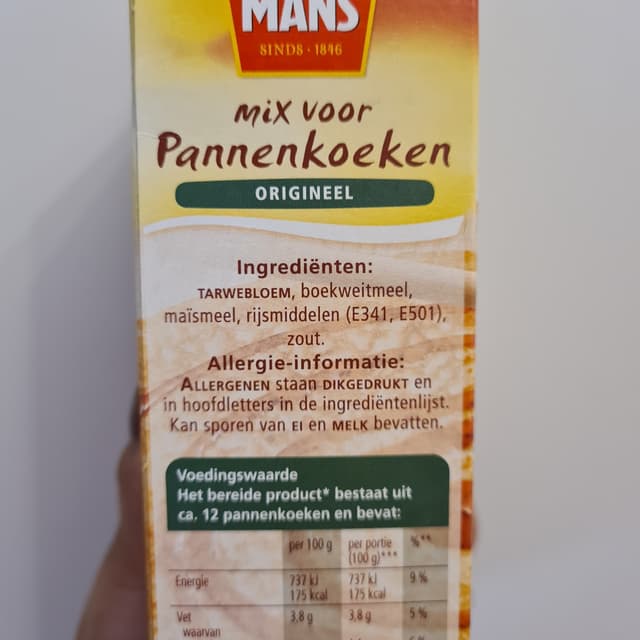 MANS
SINDS · 1846
mix voor
Pannenkoeken
ORIGINEEL
Ingrediënten:
TARWEBLOEM, boekweitmeel,
maïsmeel, rijsmiddelen (E341, E501),
zout.
Allergie-informatie:
ALLERGENEN staan DIKGEDRUKT en
in hoofdletters in de ingrediëntenlijst.
Kan sporen van EI en MELK bevatten.
Voedingswaarde
Het bereide product* bestaat uit
ca. 12 pannenkoeken en bevat:
per 100 g per portie %**
(100 g)***
Energie 737 kJ 737 kJ 9 %
175 kcal 175 kcal
Vet 3,8 g 3,8 g 5 %
waarvan